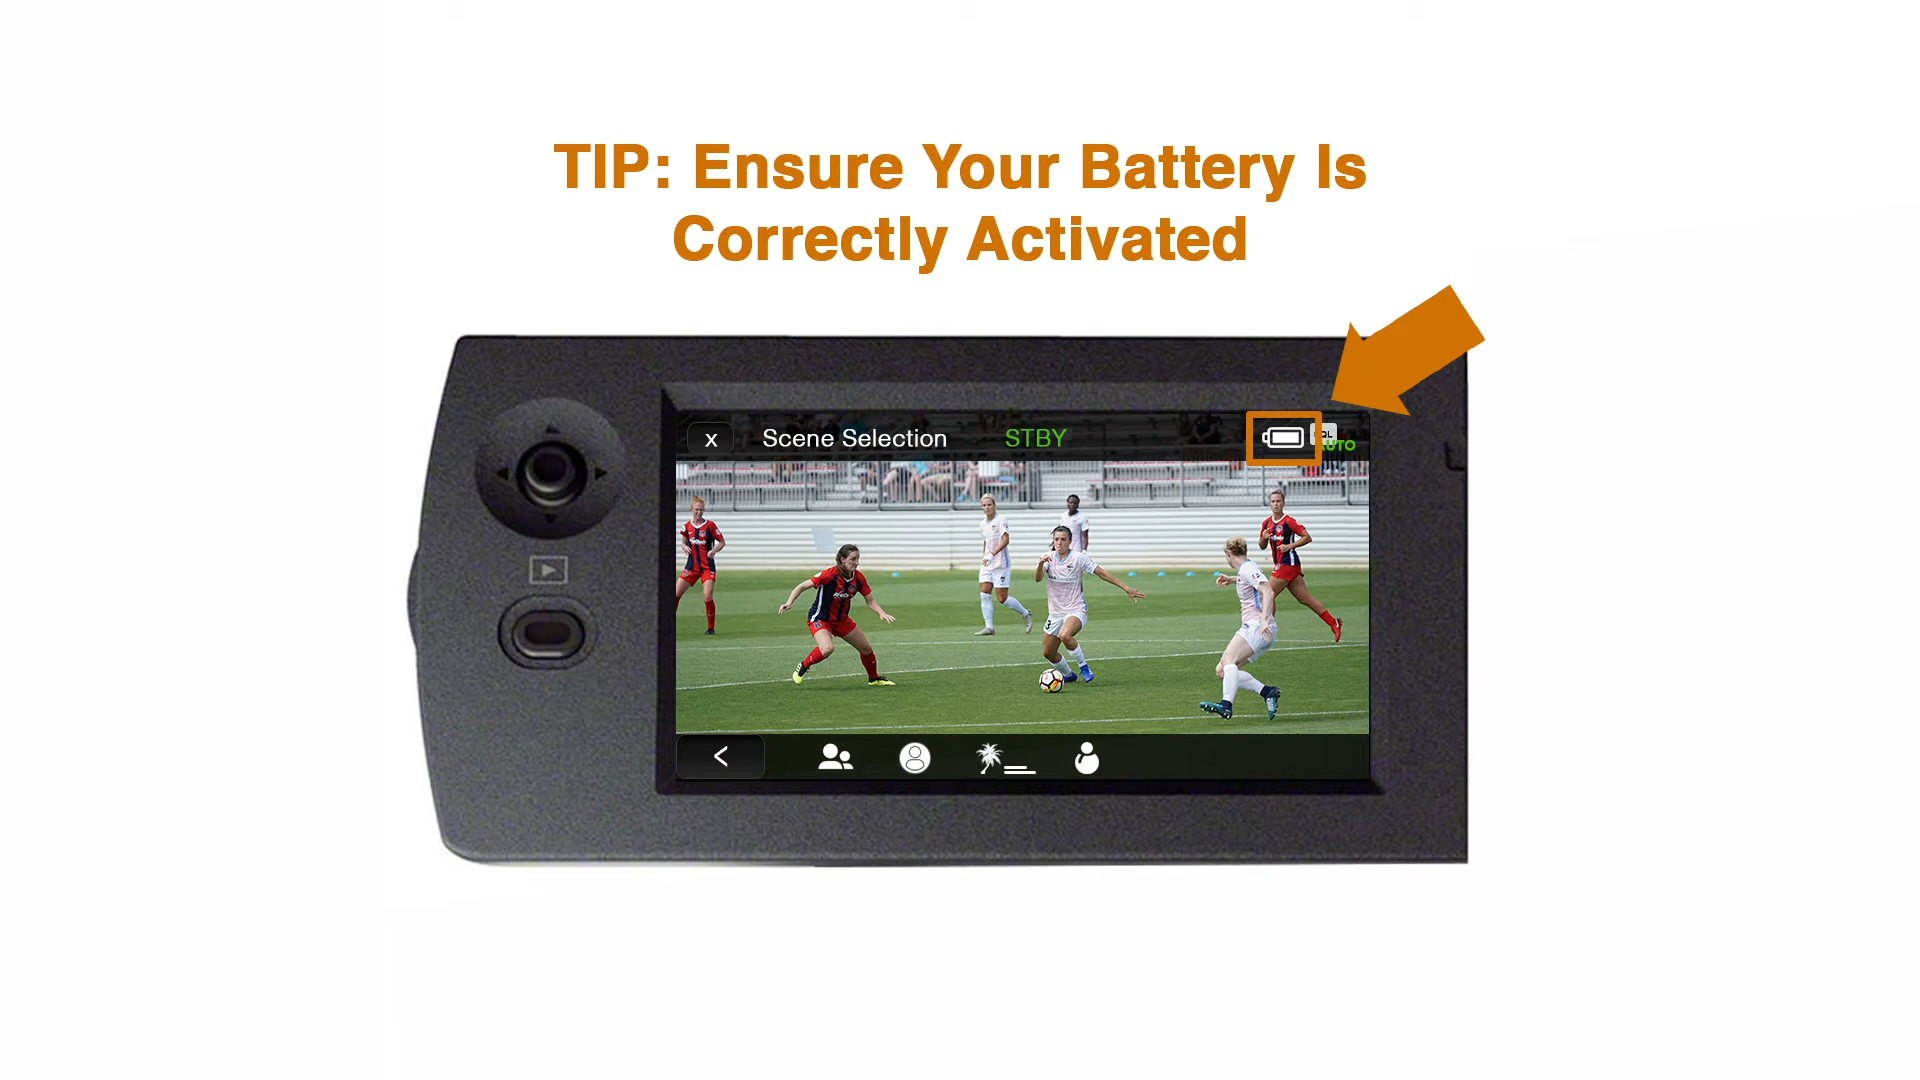 TIP: Ensure Your Battery Is
Correctly Activated
x Scene Selection STBY